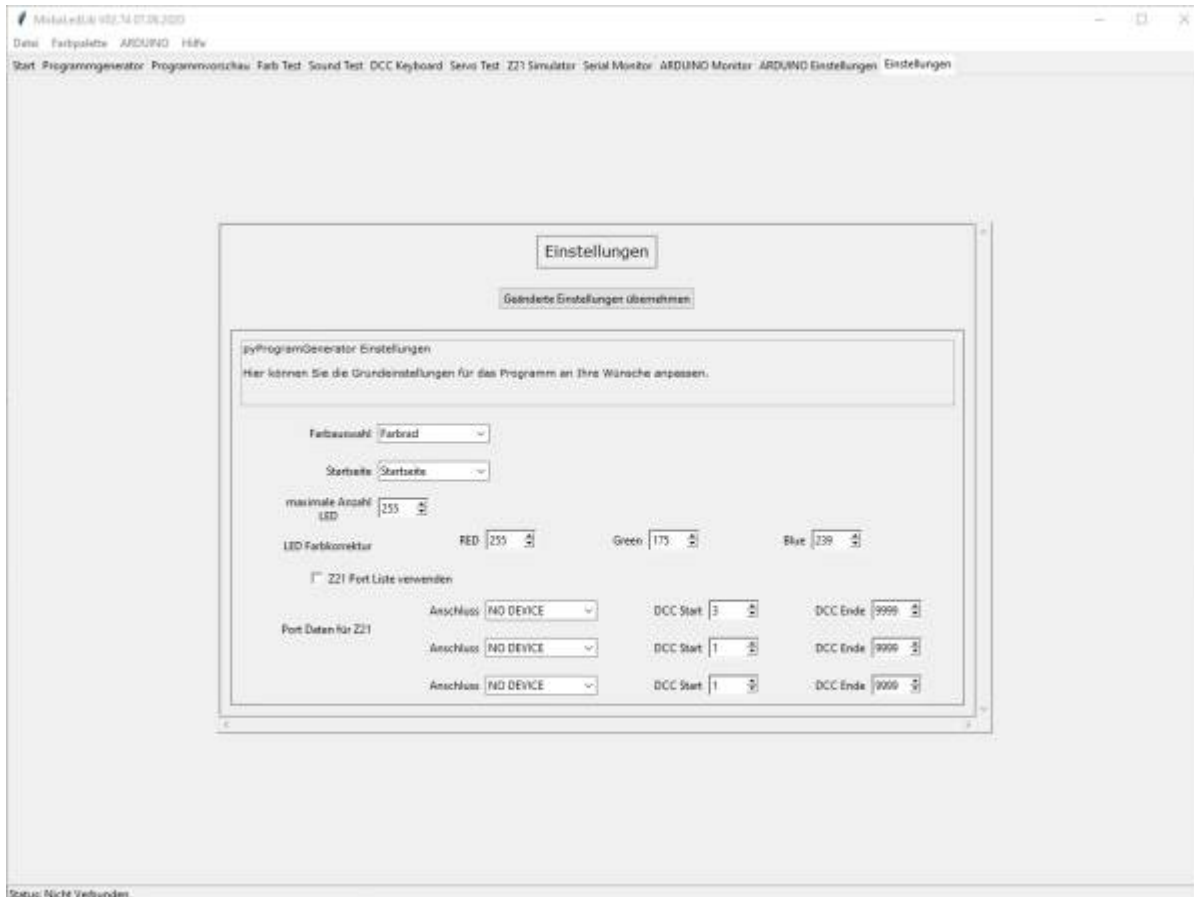 MobaLedLib V02.74 07.06.2020
Datei Farbpalette ARDUINO Hilfe
Start Programmgenerator Programmvorschau Farb Test Sound Test DCC Keyboard Servo Test Z21 Simulator Serial Monitor ARDUINO Monitor ARDUINO Einstellungen Einstellungen
Einstellungen
Geänderte Einstellungen übernehmen
pyProgramGenerator Einstellungen
Hier können Sie die Grundeinstellungen für das Programm an Ihre Wünsche anpassen.
Farbauswahl Farbrad
Startseite Startseite
maximale Anzahl
LED 255
LED Farbkorrektur RED 255 Green 175 Blue 239
Z21 Port Liste verwenden
Port Daten für Z21
Anschluss NO DEVICE DCC Start 3 DCC Ende 9999
Anschluss NO DEVICE DCC Start 1 DCC Ende 9999
Anschluss NO DEVICE DCC Start 1 DCC Ende 9999
Status: Nicht Verbunden